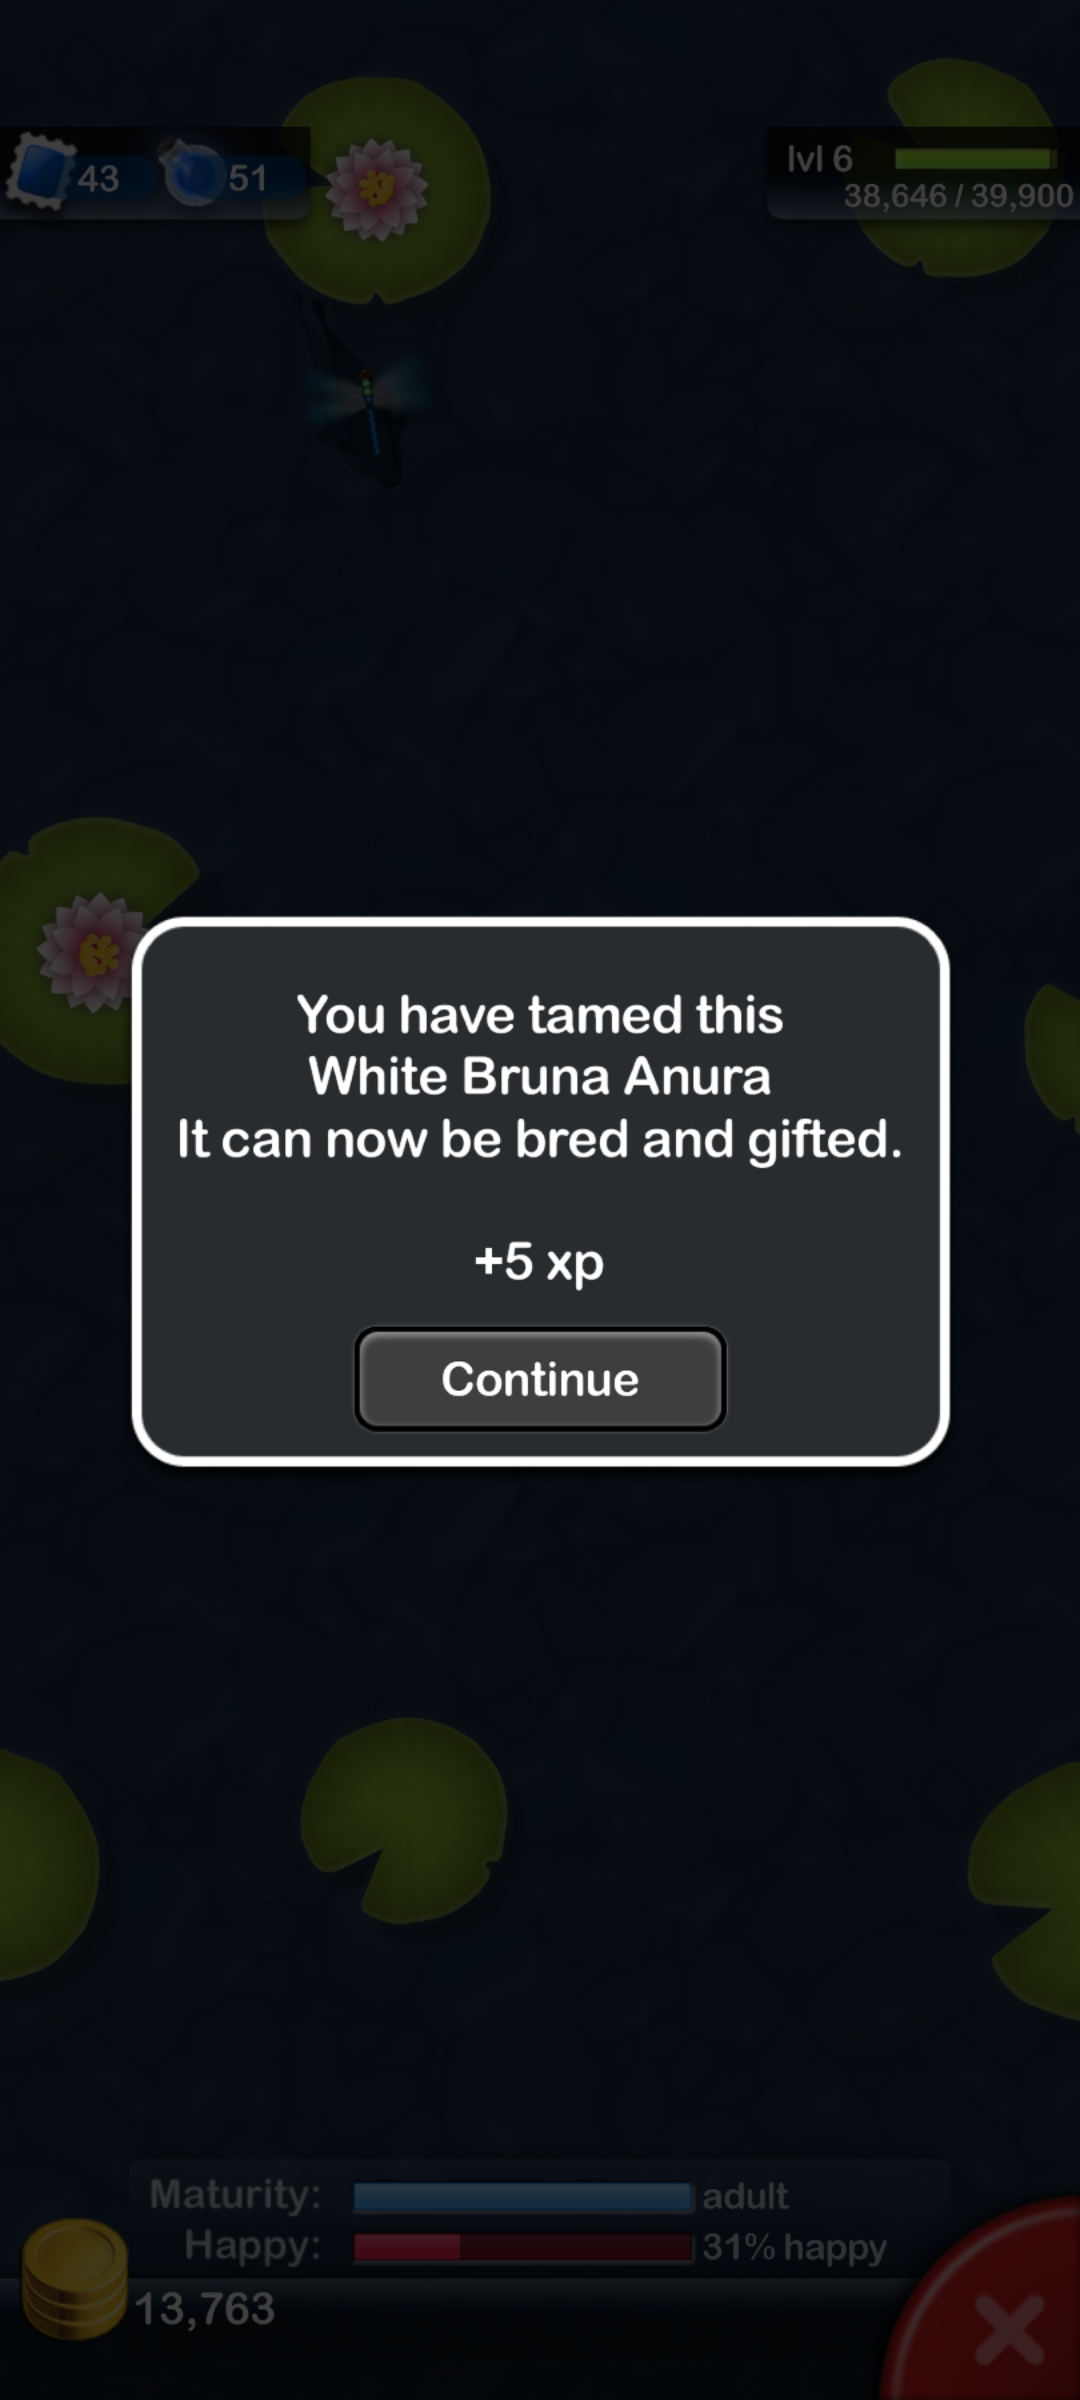 43
51
lvl 6
38,646 / 39,900
You have tamed this
White Bruna Anura
It can now be bred and gifted.
+5 xp
Continue
Maturity:
adult
Happy:
31% happy
13,763